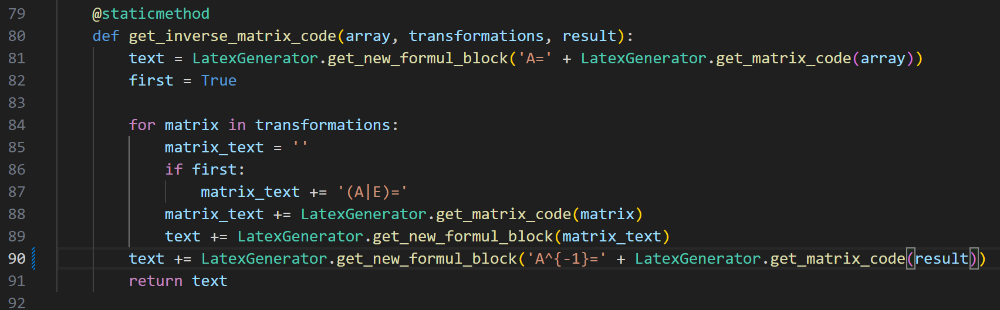 79 @staticmethod
80 def get_inverse_matrix_code(array, transformations, result):
81 text = LatexGenerator.get_new_formul_block('A=' + LatexGenerator.get_matrix_code(array))
82 first = True
83
84 for matrix in transformations:
85 matrix_text = ''
86 if first:
87 matrix_text += '(A|E)='
88 matrix_text += LatexGenerator.get_matrix_code(matrix)
89 text += LatexGenerator.get_new_formul_block(matrix_text)
90 text += LatexGenerator.get_new_formul_block('A^{-1}=' + LatexGenerator.get_matrix_code(result))
91 return text
92